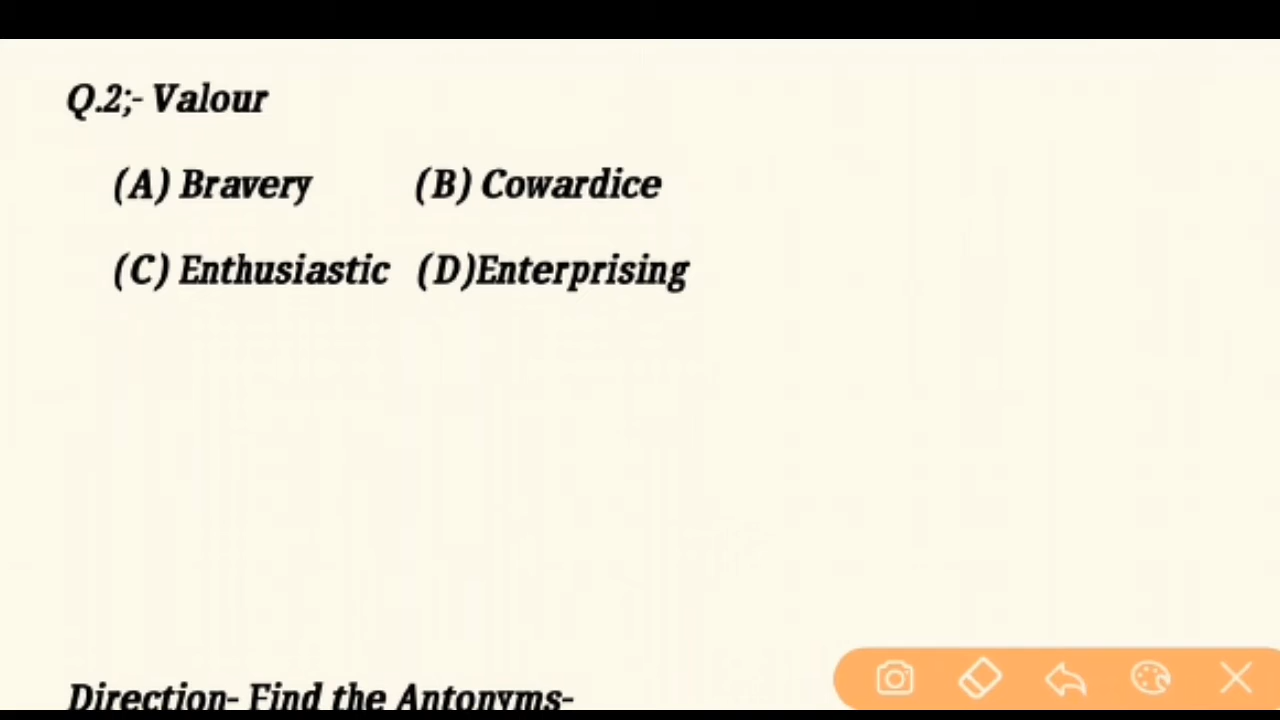 Q.2;- Valour
(A) Bravery (B) Cowardice
(C) Enthusiastic (D)Enterprising
Direction- Find the Antonyms-